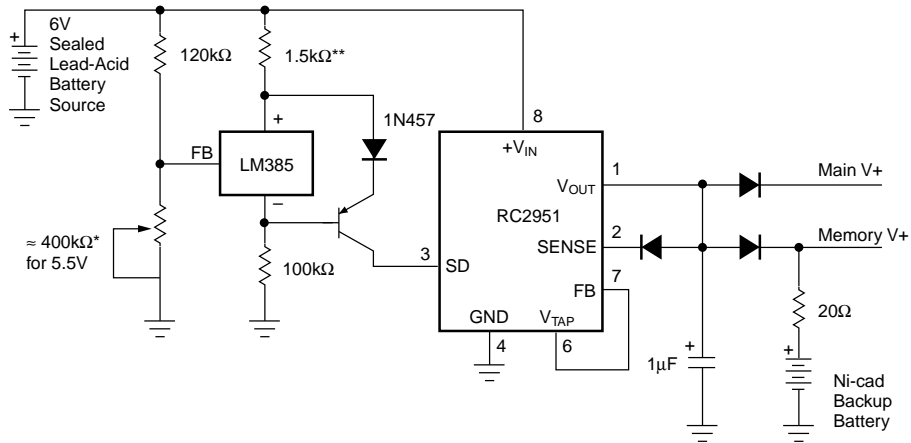 6V
Sealed
Lead-Acid
Battery
Source
+
120kΩ
1.5kΩ**
1N457
+
FB
LM385
–
≈ 400kΩ*
for 5.5V
100kΩ
8
+VIN
1
VOUT
Main V+
RC2951
2
SENSE
Memory V+
3
SD
7
FB
GND
VTAP
4
6
20Ω
+
1µF
+
Ni-cad
Backup
Battery